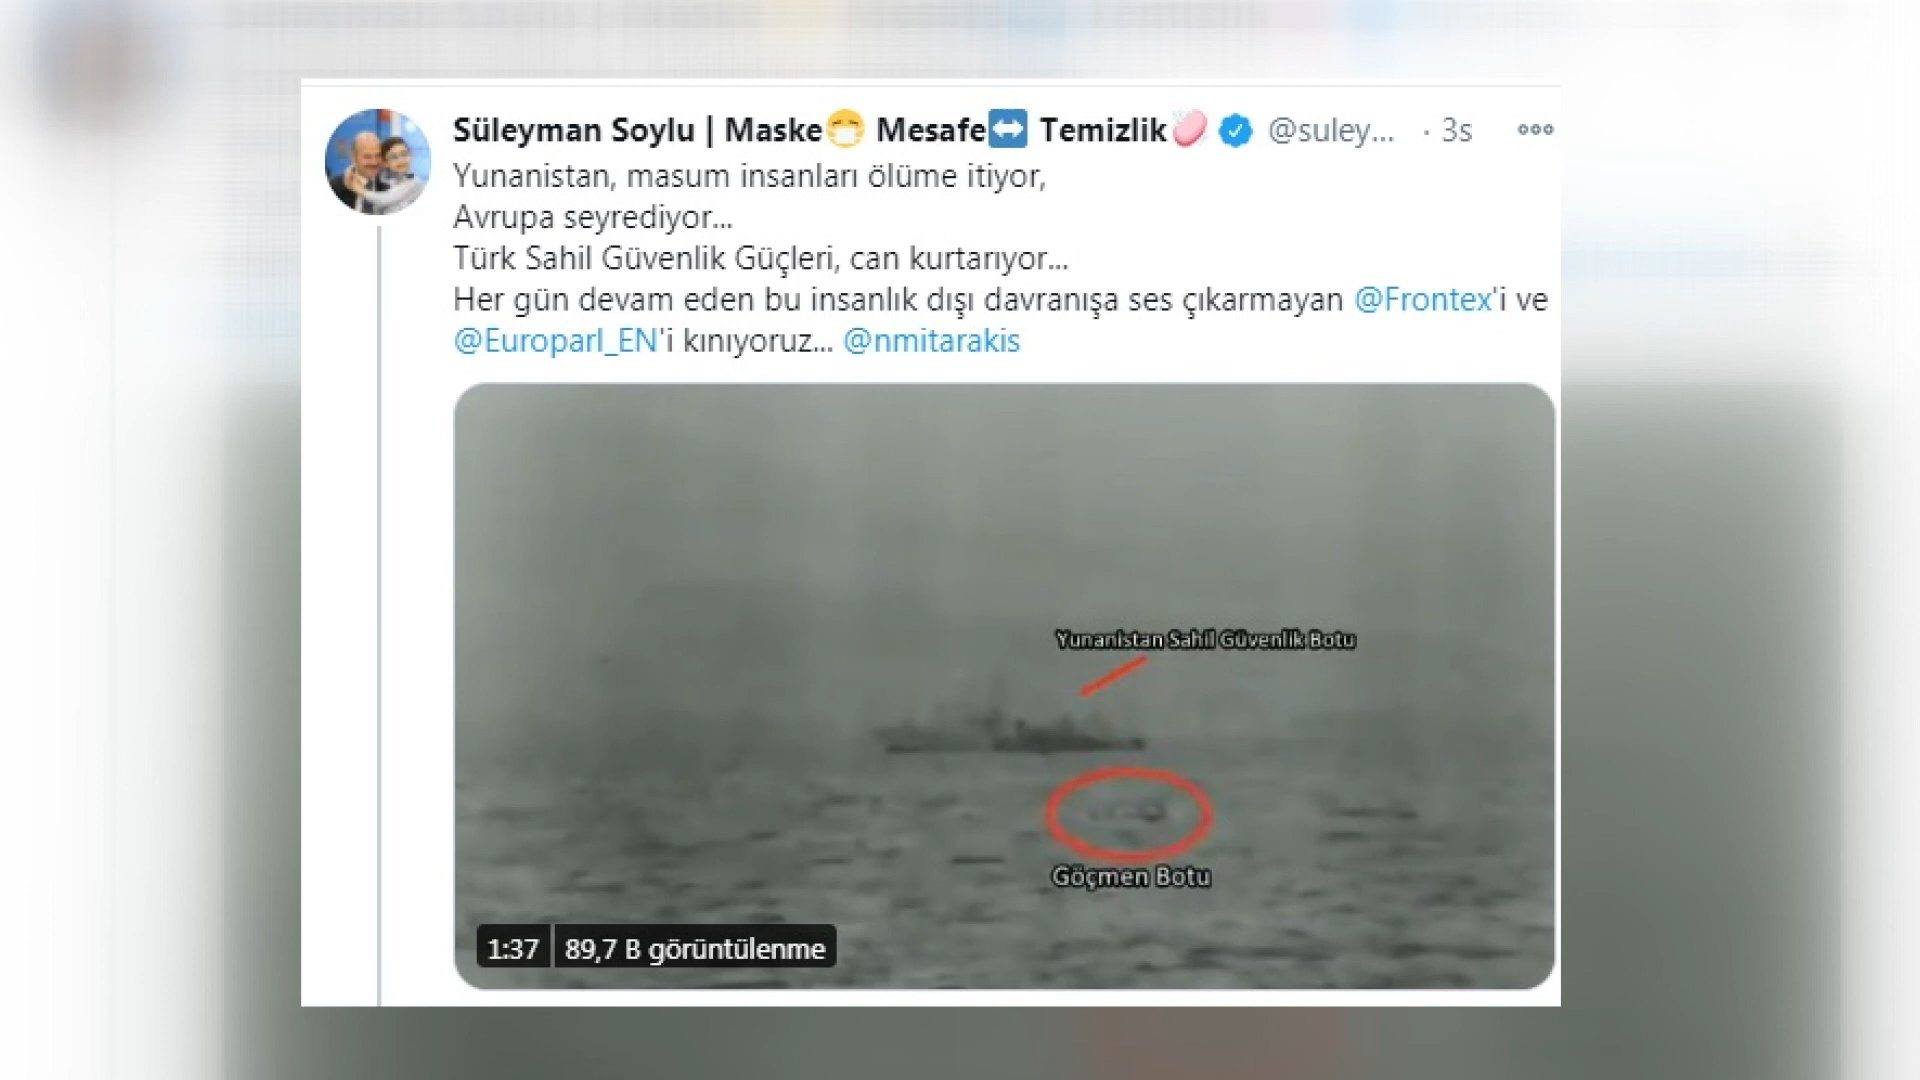 Süleyman Soylu | Maske😷 Mesafe↔️ Temizlik🧼 @suley... · 3s
Yunanistan, masum insanları ölüme itiyor,
Avrupa seyrediyor...
Türk Sahil Güvenlik Güçleri, can kurtarıyor...
Her gün devam eden bu insanlık dışı davranışa ses çıkarmayan @Frontex'i ve
@Europarl_EN'i kınıyoruz... @nmitarakis
Yunanistan Sahil Güvenlik Botu
Göçmen Botu
1:37 89,7 B görüntülenme